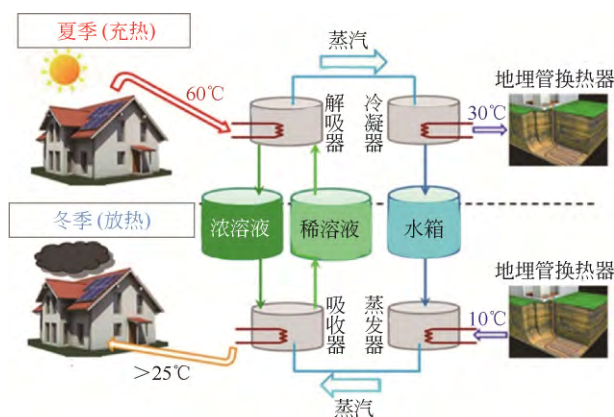 夏季(充热)
蒸汽
60℃
解吸器
冷凝器
30℃
地埋管换热器
浓溶液
稀溶液
水箱
冬季(放热)
地埋管换热器
吸收器
蒸发器
10℃
>25℃
蒸汽